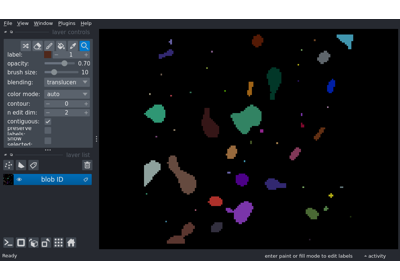 File View Window Plugins Help
layer controls
label: 1
opacity: 0.70
brush size: 10
blending: translucen
color mode: auto
contour: 0
n edit dim: 2
contiguous:
preserve labels:
show selected:
layer list
blob ID
Ready
enter paint or fill mode to edit labels
activity